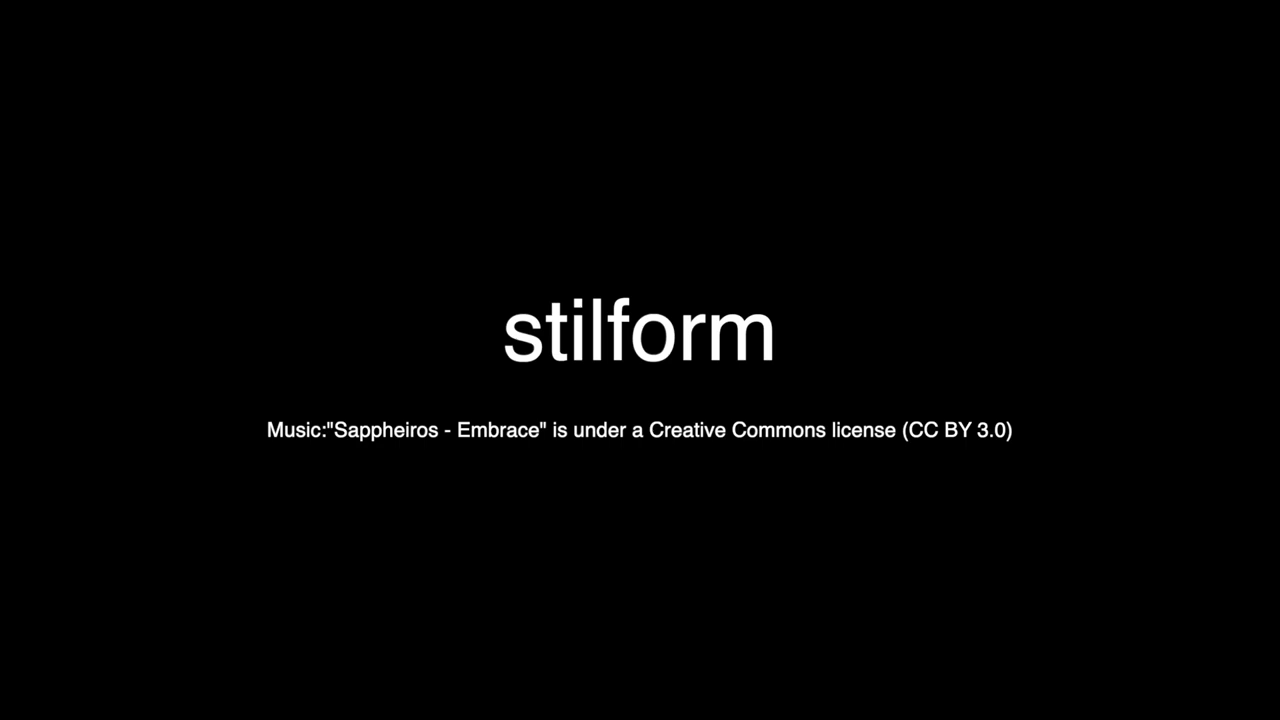 stilform
Music:"Sappheiros - Embrace" is under a Creative Commons license (CC BY 3.0)